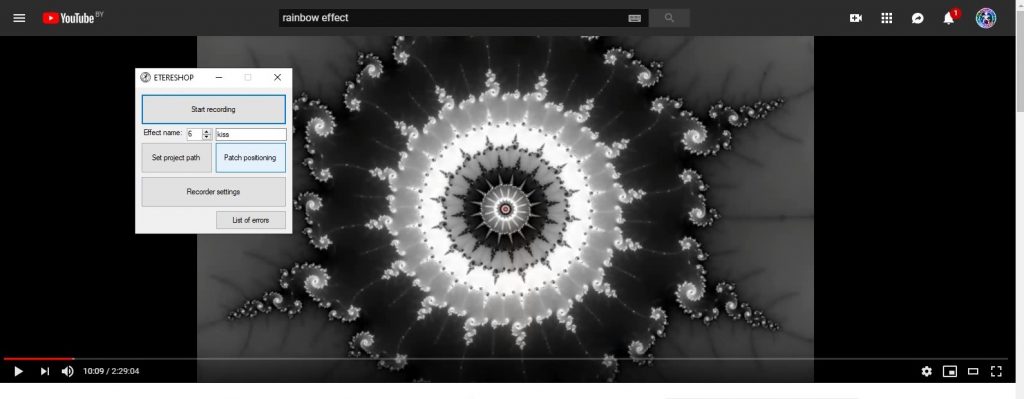 YouTube BY
rainbow effect
1
ETERESHOP
Start recording
Effect name: 6 kiss
Set project path Patch positioning
Recorder settings
List of errors
10:09 / 2:29:04